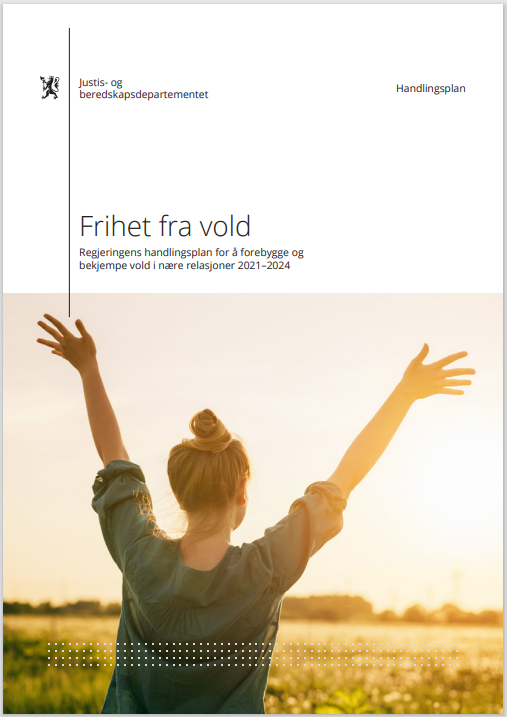 Justis- og
beredskapsdepartementet
Handlingsplan
Frihet fra vold
Regjeringens handlingsplan for å forebygge og
bekjempe vold i nære relasjoner 2021–2024